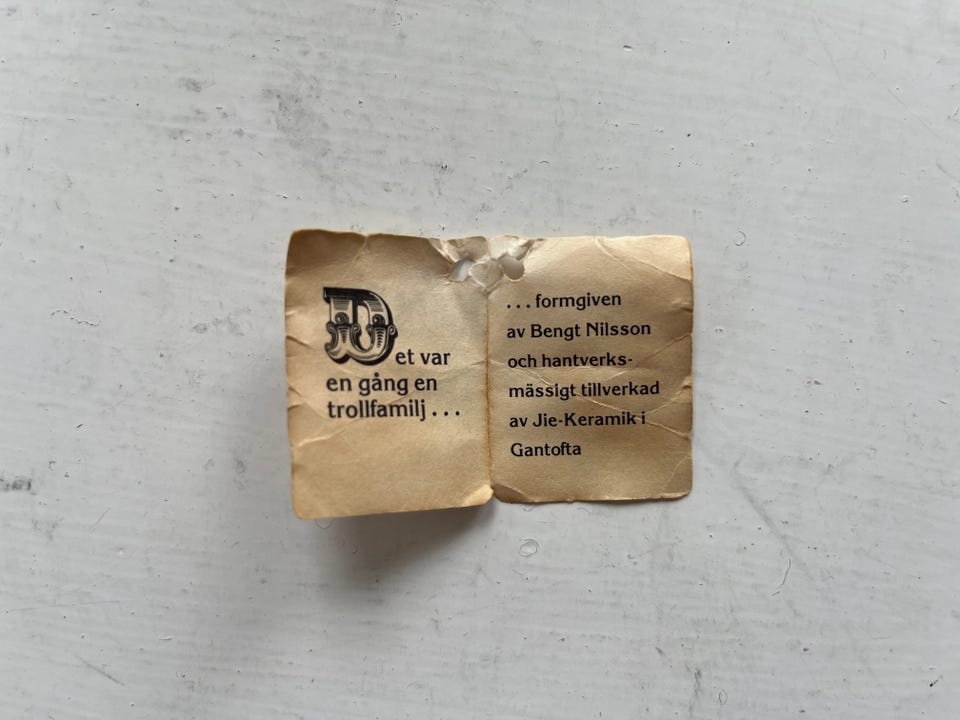 Det var
en gång en
trollfamilj . . .
. . . formgiven
av Bengt Nilsson
och hantverks-
mässigt tillverkad
av Jie-Keramik i
Gantofta